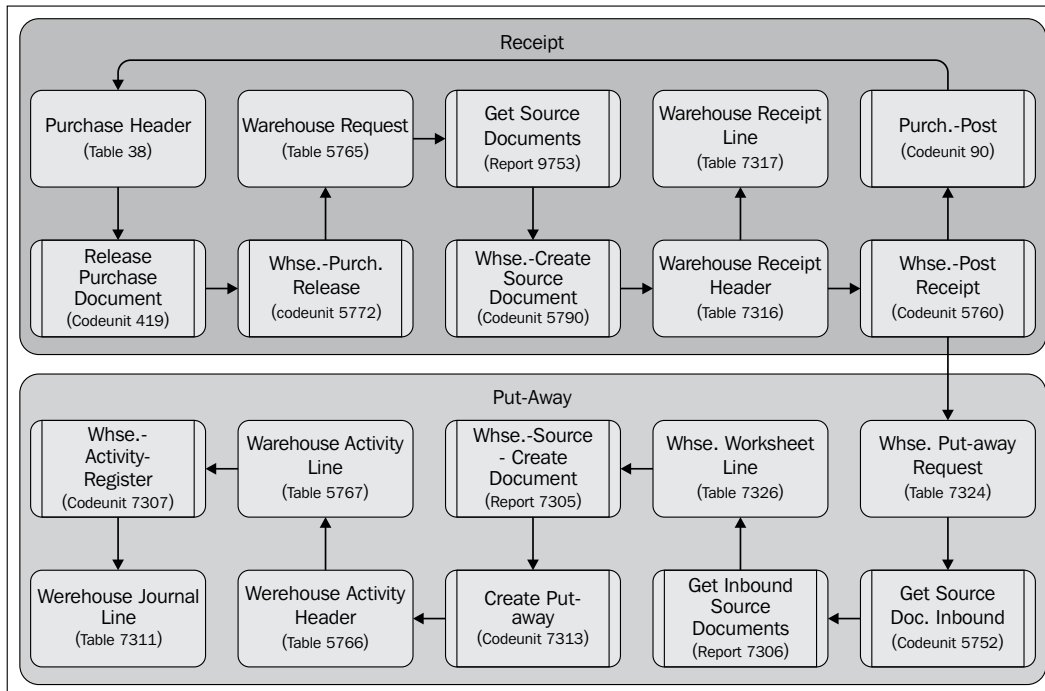 Receipt
Purchase Header
(Table 38)
Warehouse Request
(Table 5765)
Get Source
Documents
(Report 9753)
Warehouse Receipt
Line
(Table 7317)
Purch.-Post
(Codeunit 90)
Release
Purchase
Document
(Codeunit 419)
Whse.-Purch.
Release
(codeunit 5772)
Whse.-Create
Source
Document
(Codeunit 5790)
Warehouse Receipt
Header
(Table 7316)
Whse.-Post
Receipt
(Codeunit 5760)
Put-Away
Whse.-
Activity-
Register
(Codeunit 7307)
Warehouse Activity
Line
(Table 5767)
Whse.-Source
- Create
Document
(Report 7305)
Whse. Worksheet
Line
(Table 7326)
Whse. Put-away
Request
(Table 7324)
Werehouse Journal
Line
(Table 7311)
Werehouse Activity
Header
(Table 5766)
Create Put-
away
(Codeunit 7313)
Get Inbound
Source
Documents
(Report 7306)
Get Source
Doc. Inbound
(Codeunit 5752)